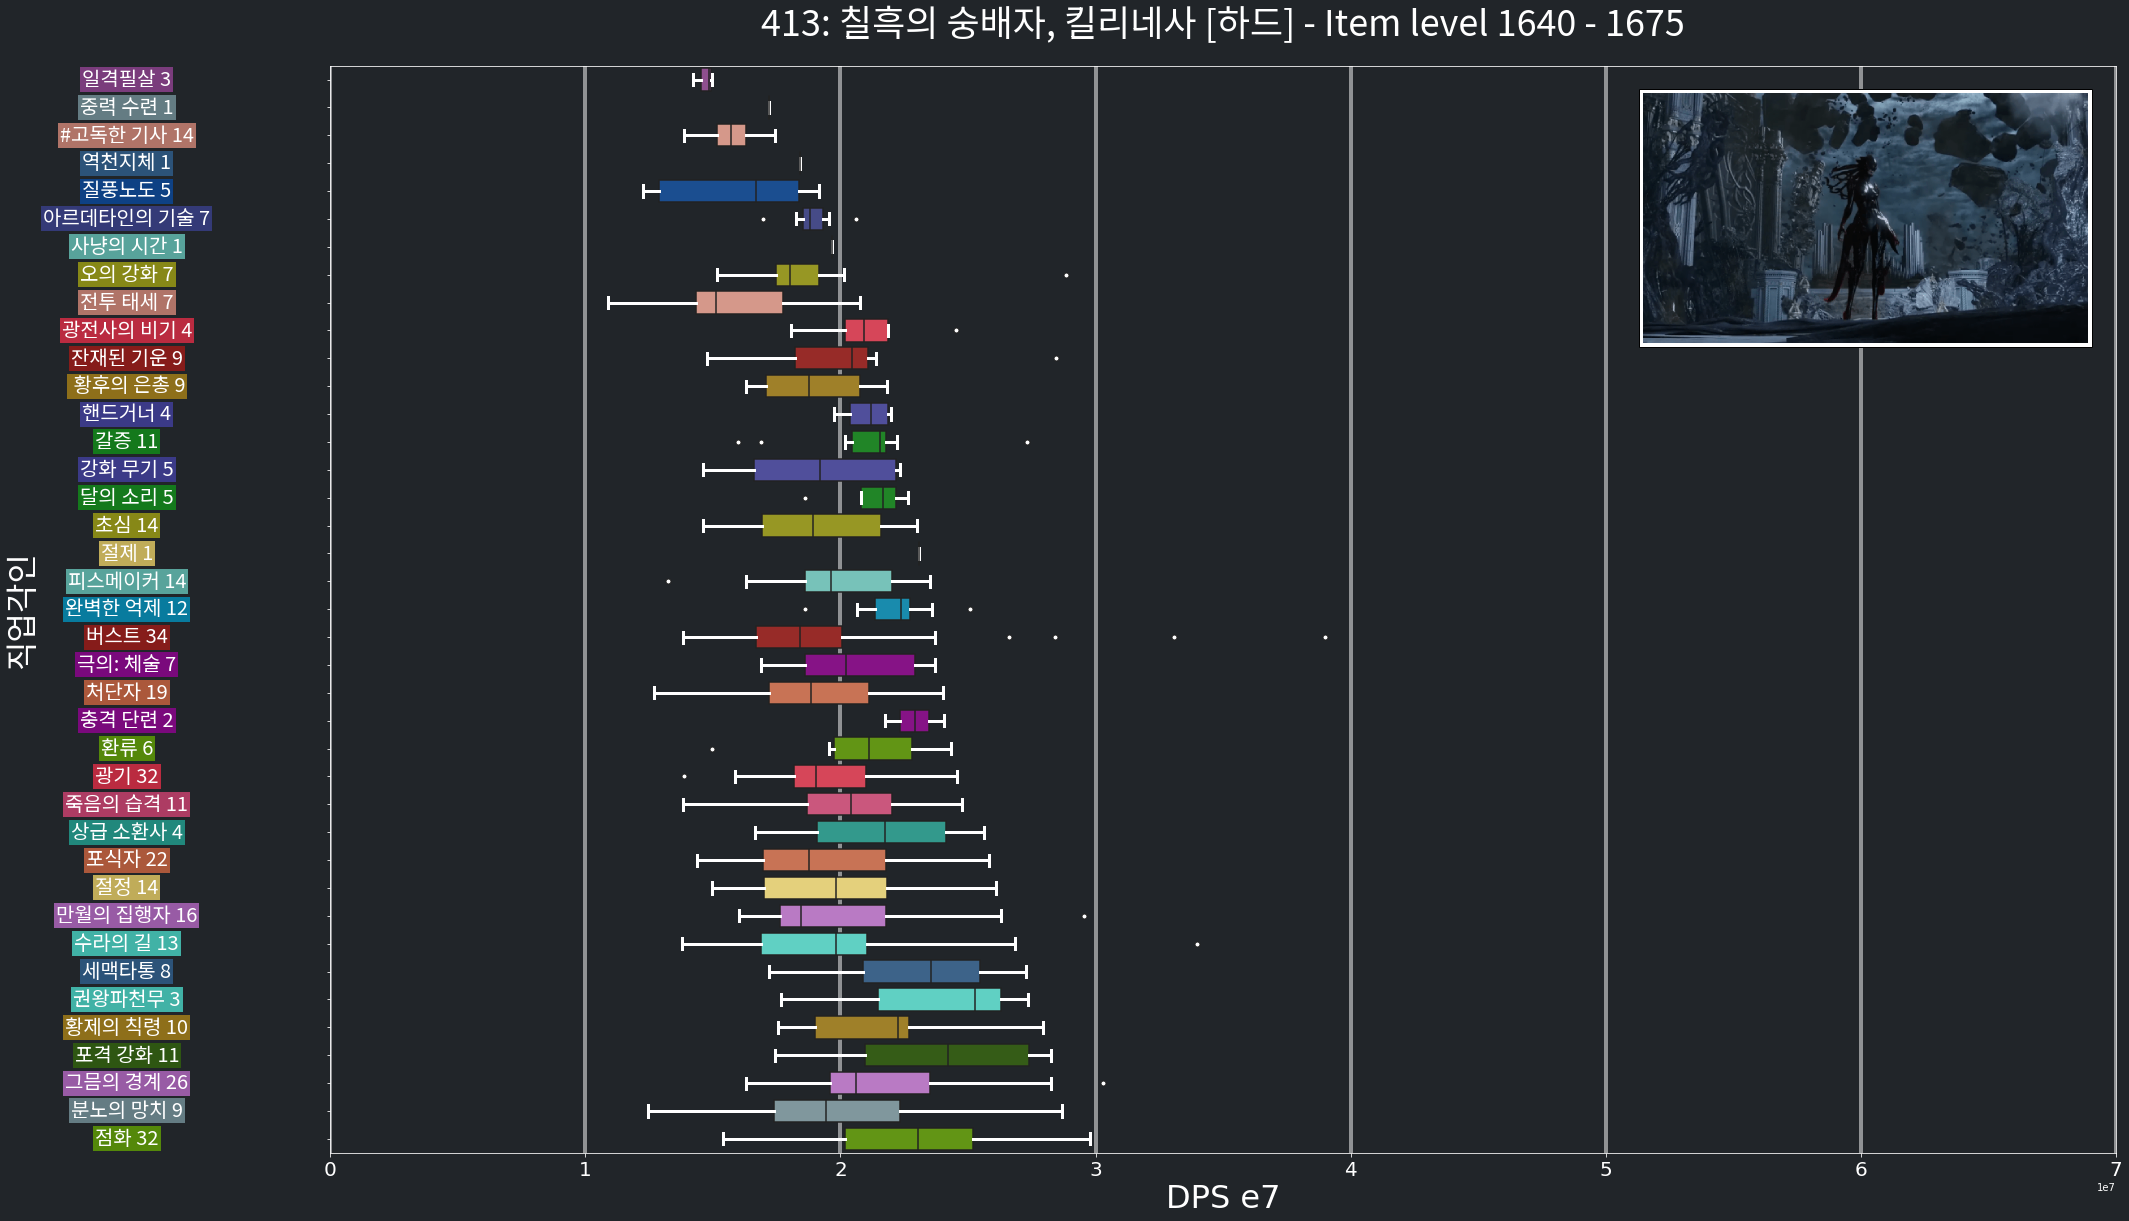 413: 칠흑의 숭배자, 킬리네사 [하드] - Item level 1640 - 1675
직업각인
일격필살 3
중력 수련 1
#고독한 기사 14
역천지체 1
질풍노도 5
아르데타인의 기술 7
사냥의 시간 1
오의 강화 7
전투 태세 7
광전사의 비기 4
잔재된 기운 9
황후의 은총 9
핸드거너 4
갈증 11
강화 무기 5
달의 소리 5
초심 14
절제 1
피스메이커 14
완벽한 억제 12
버스트 34
극의: 체술 7
처단자 19
충격 단련 2
환류 6
광기 32
죽음의 습격 11
상급 소환사 4
포식자 22
절정 14
만월의 집행자 16
수라의 길 13
세맥타통 8
권왕파천무 3
황제의 칙령 10
포격 강화 11
그믐의 경계 26
분노의 망치 9
점화 32
0 1 2 3 4 5 6 7
1e7
DPS e7